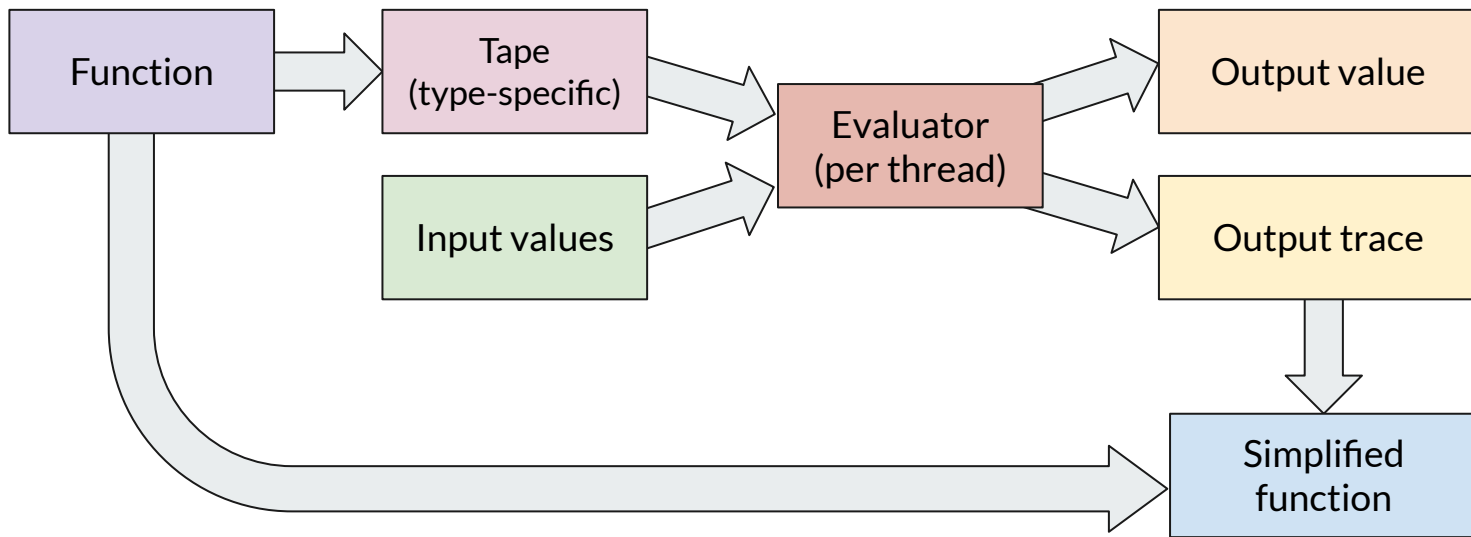 Function
Tape
(type-specific)
Input values
Evaluator
(per thread)
Output value
Output trace
Simplified
function